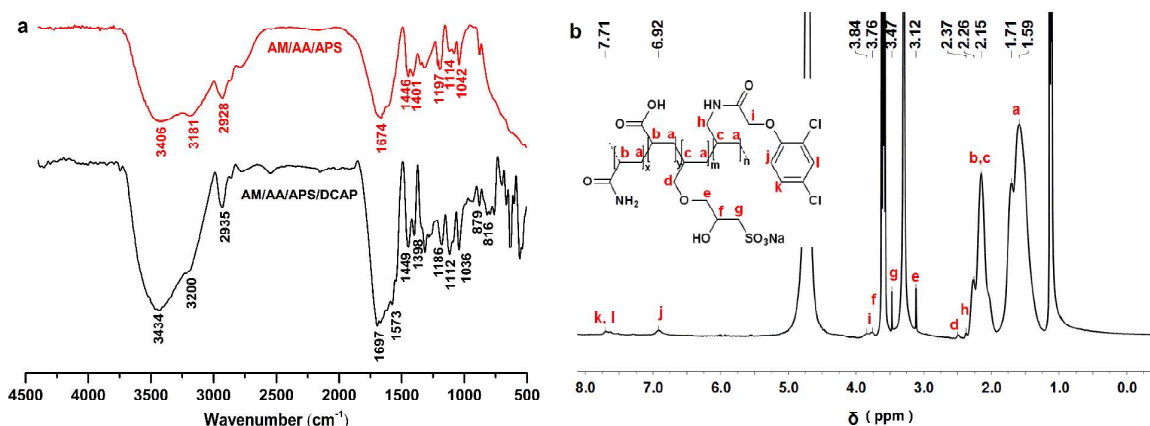 a
AM/AA/APS
3406
3181
2928
1674
1446
1401
1197
1114
1042
AM/AA/APS/DCAP
3434
3200
2935
1697
1573
1449
1398
1186
1112
1036
879
816
4500 4000 3500 3000 2500 2000 1500 1000 500
Wavenumber (cm⁻¹)
b
7.71
6.92
3.84
3.76
3.47
3.12
2.37
2.26
2.15
1.71
1.59
O OH
h NH O
i
O Cl
b a b a c a c a
x y m n
j l
k Cl
O NH₂
d
O e
f g
HO SO₃Na
a
b,c
k, l
j
i
f
g
e
d
h
8.0 7.0 6.0 5.0 4.0 3.0 2.0 1.0 0.0
δ ( ppm )